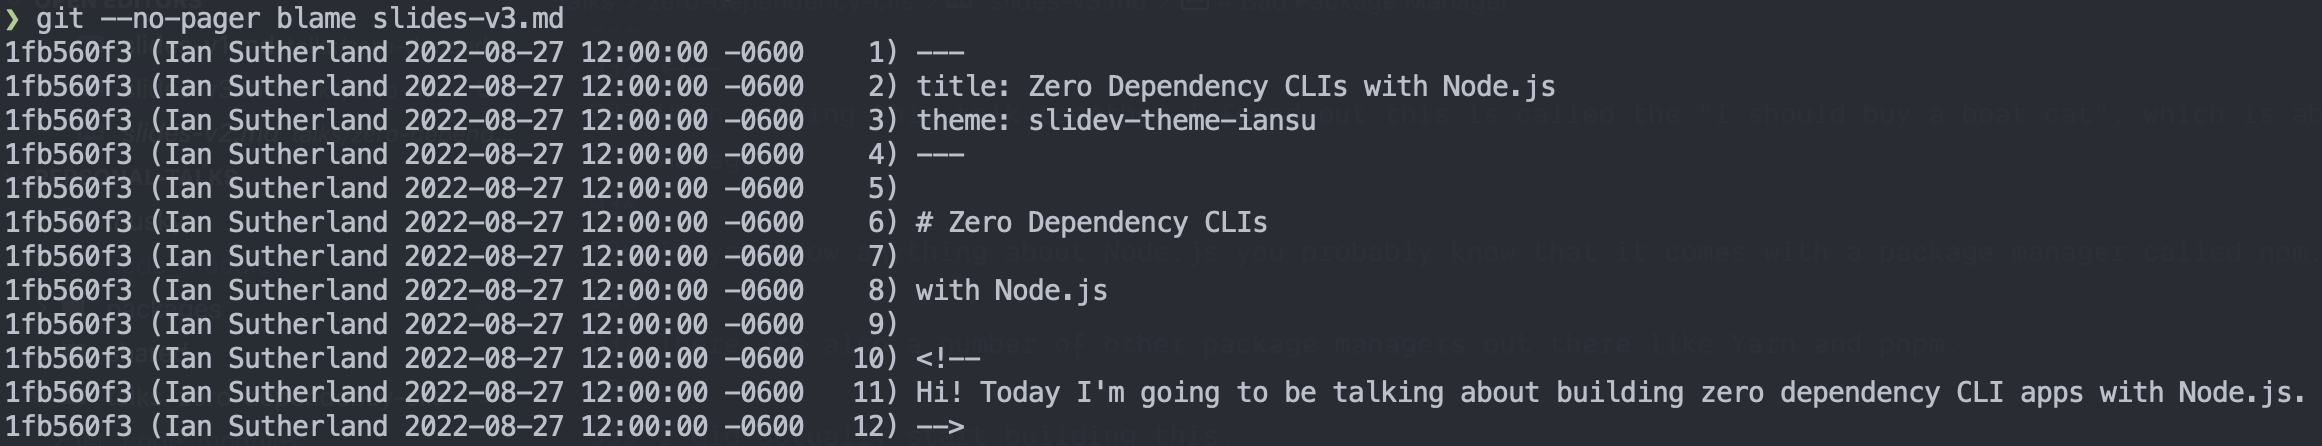 ❯ git --no-pager blame slides-v3.md
1fb560f3 (Ian Sutherland 2022-08-27 12:00:00 -0600    1) ---
1fb560f3 (Ian Sutherland 2022-08-27 12:00:00 -0600    2) title: Zero Dependency CLIs with Node.js
1fb560f3 (Ian Sutherland 2022-08-27 12:00:00 -0600    3) theme: slidev-theme-iansu
1fb560f3 (Ian Sutherland 2022-08-27 12:00:00 -0600    4) ---
1fb560f3 (Ian Sutherland 2022-08-27 12:00:00 -0600    5)
1fb560f3 (Ian Sutherland 2022-08-27 12:00:00 -0600    6) # Zero Dependency CLIs
1fb560f3 (Ian Sutherland 2022-08-27 12:00:00 -0600    7)
1fb560f3 (Ian Sutherland 2022-08-27 12:00:00 -0600    8) with Node.js
1fb560f3 (Ian Sutherland 2022-08-27 12:00:00 -0600    9)
1fb560f3 (Ian Sutherland 2022-08-27 12:00:00 -0600   10) <!--
1fb560f3 (Ian Sutherland 2022-08-27 12:00:00 -0600   11) Hi! Today I'm going to be talking about building zero dependency CLI apps with Node.js.
1fb560f3 (Ian Sutherland 2022-08-27 12:00:00 -0600   12) -->